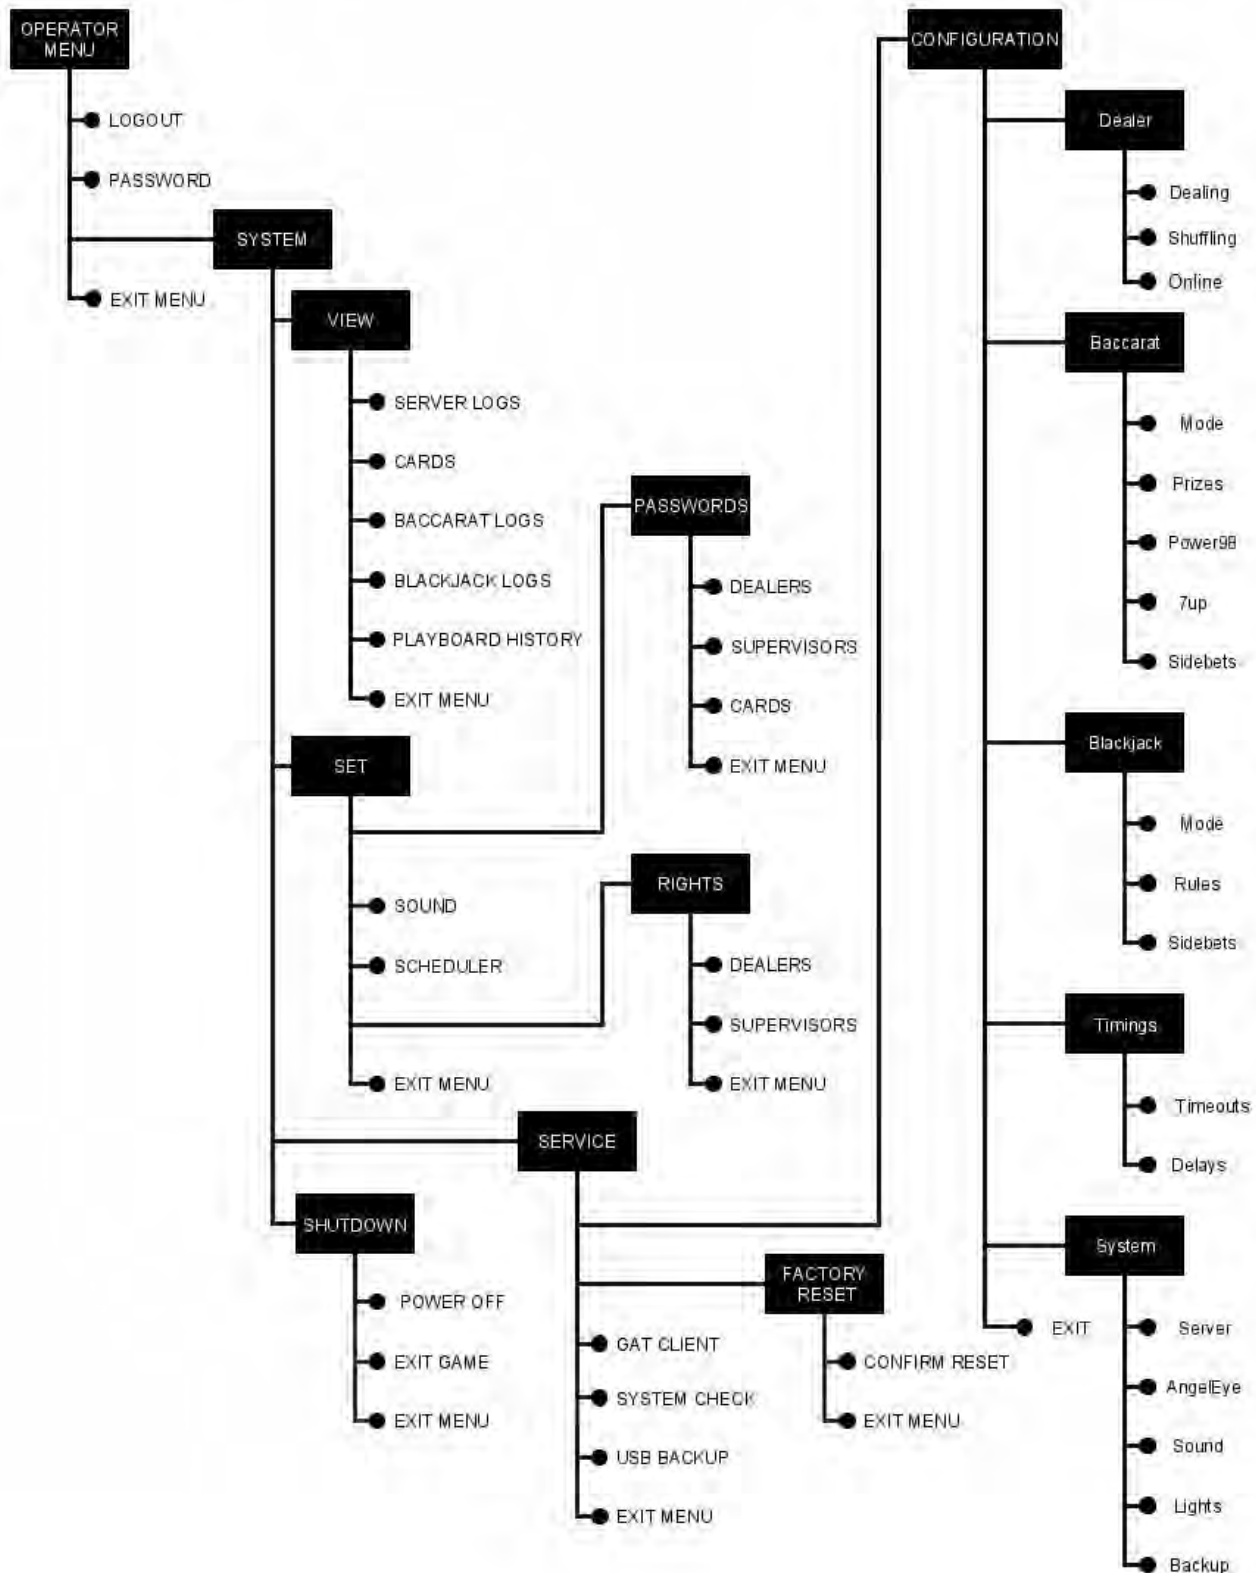 OPERATOR
MENU
LOGOUT
PASSWORD
SYSTEM
EXIT MENU
VIEW
SERVER LOGS
CARDS
BACCARAT LOGS
BLACKJACK LOGS
PLAYBOARD HISTORY
EXIT MENU
SET
SOUND
SCHEDULER
EXIT MENU
PASSWORDS
DEALERS
SUPERVISORS
CARDS
EXIT MENU
RIGHTS
DEALERS
SUPERVISORS
EXIT MENU
SERVICE
GAT CLIENT
SYSTEM CHECK
USB BACKUP
EXIT MENU
SHUTDOWN
POWER OFF
EXIT GAME
EXIT MENU
FACTORY
RESET
CONFIRM RESET
EXIT MENU
CONFIGURATION
Dealer
Dealing
Shuffling
Online
Baccarat
Mode
Prizes
Power98
7up
Sidebets
Blackjack
Mode
Rules
Sidebets
Timings
Timeouts
Delays
System
Server
AngelEye
Sound
Lights
Backup
EXIT